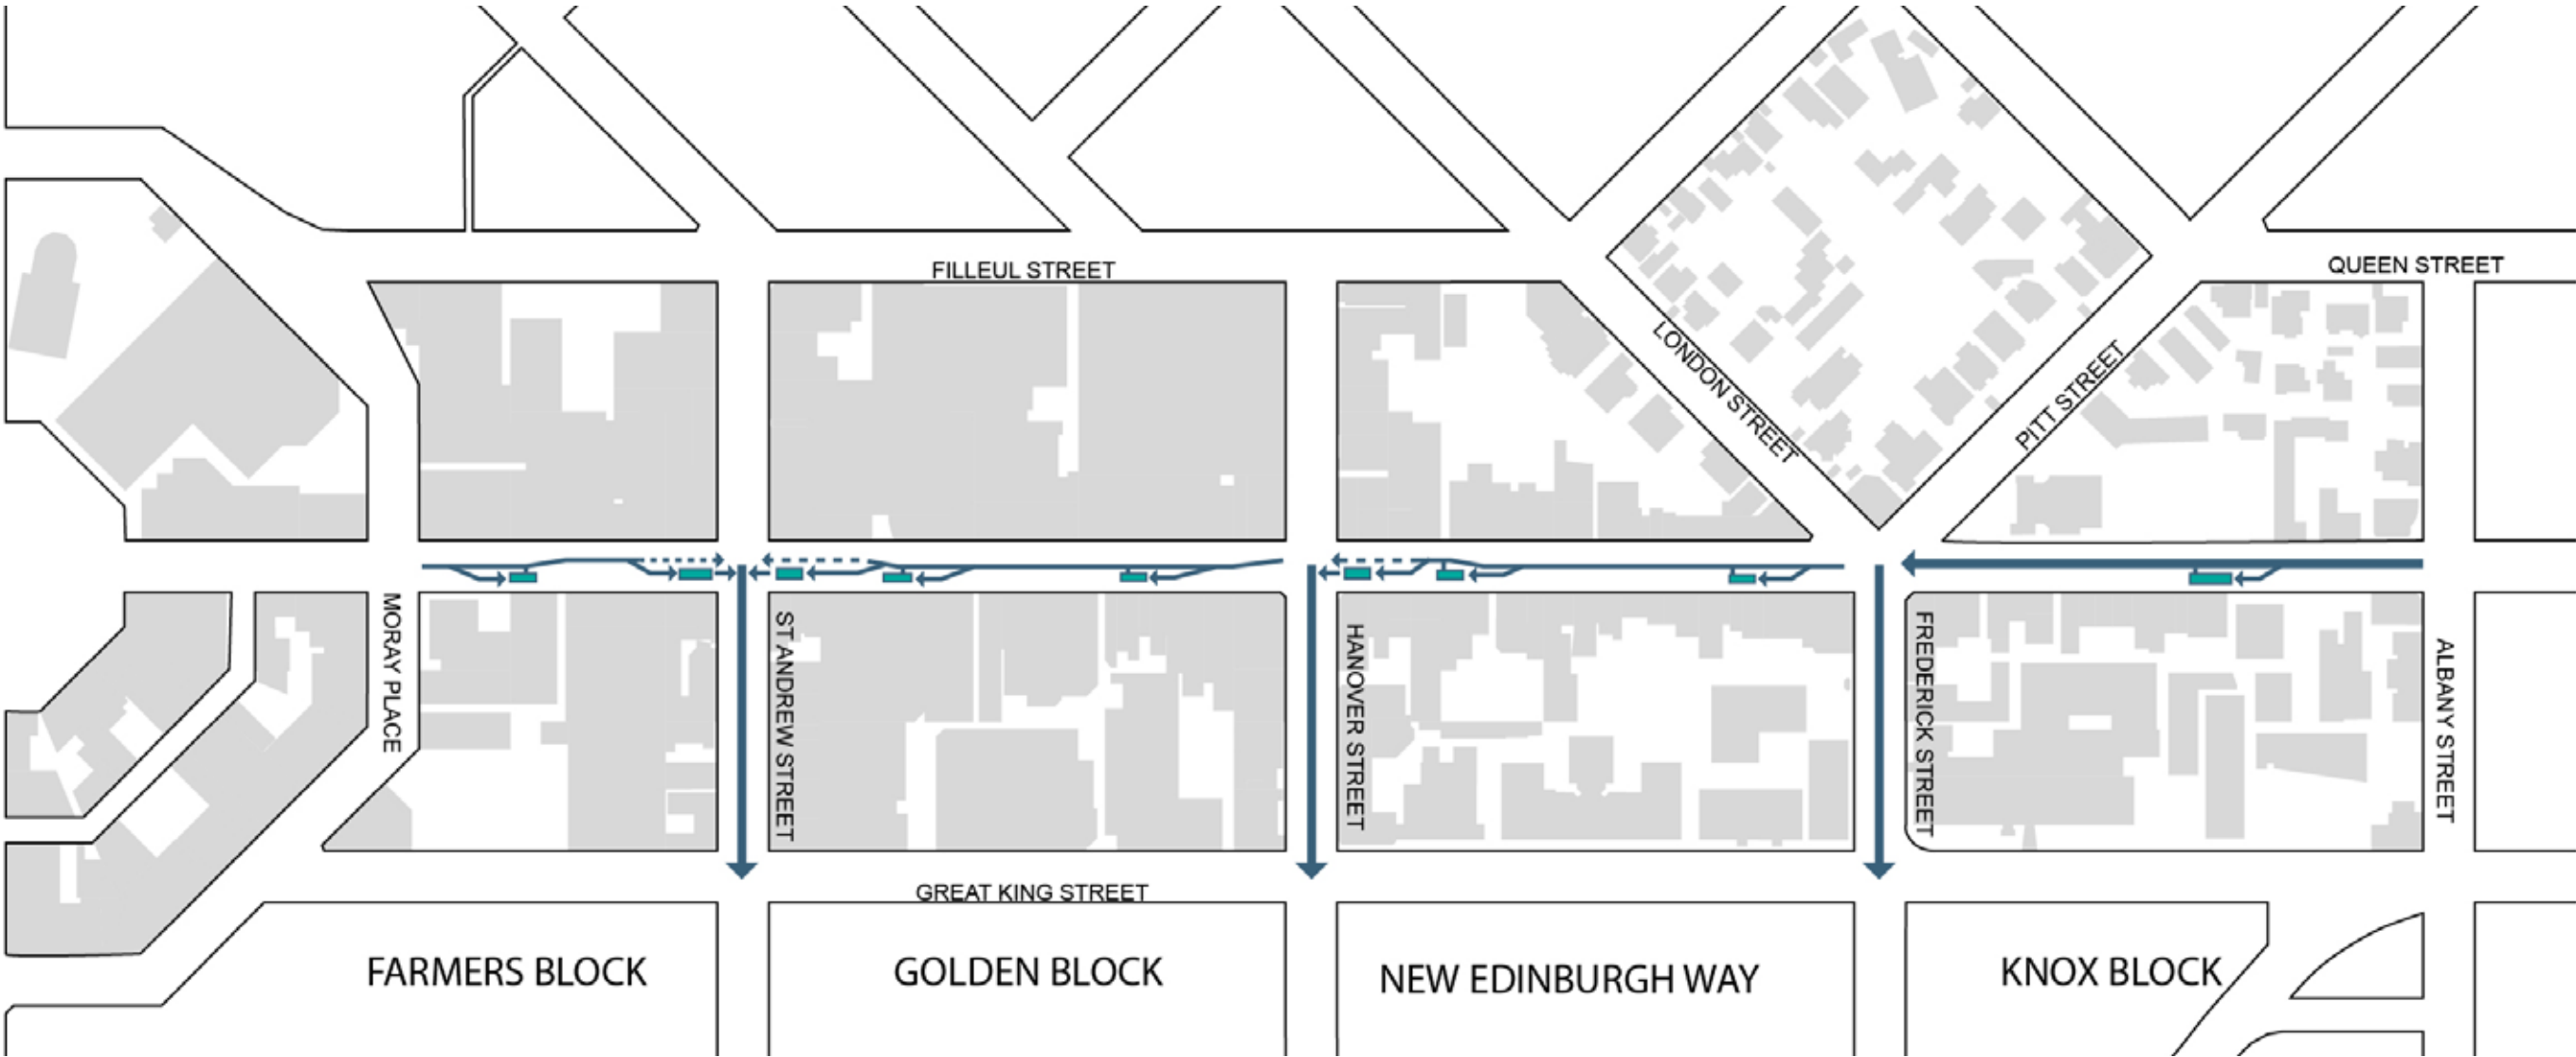 FILLEUL STREET
QUEEN STREET
LONDON STREET
PITT STREET
MORAY PLACE
ST ANDREW STREET
HANOVER STREET
FREDERICK STREET
ALBANY STREET
GREAT KING STREET
FARMERS BLOCK
GOLDEN BLOCK
NEW EDINBURGH WAY
KNOX BLOCK